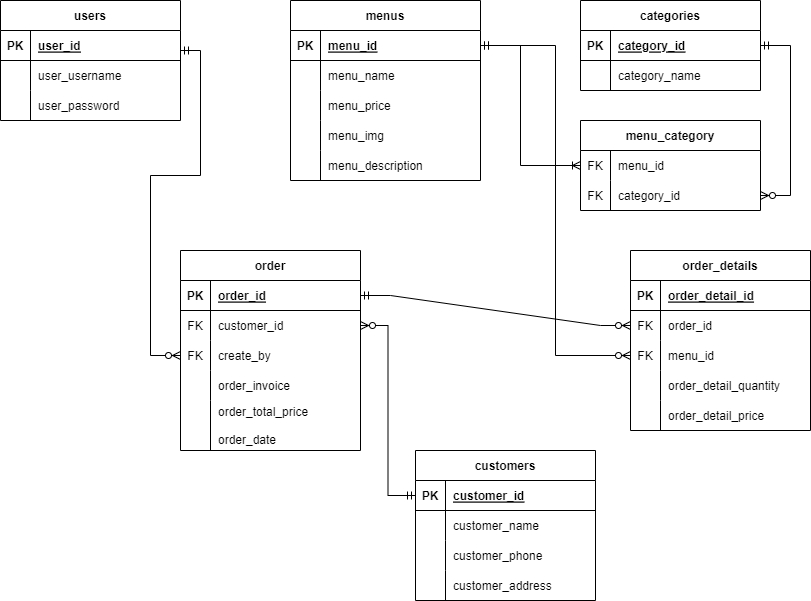 users
PK user_id
user_username
user_password
menus
PK menu_id
menu_name
menu_price
menu_img
menu_description
categories
PK category_id
category_name
menu_category
FK menu_id
FK category_id
order
PK order_id
FK customer_id
FK create_by
order_invoice
order_total_price
order_date
order_details
PK order_detail_id
FK order_id
FK menu_id
order_detail_quantity
order_detail_price
customers
PK customer_id
customer_name
customer_phone
customer_address